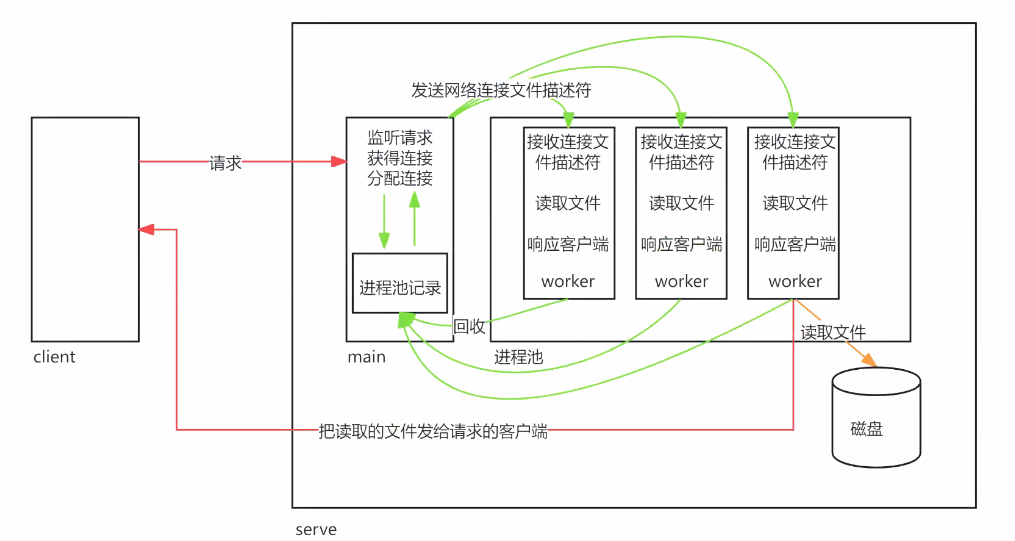 发送网络连接文件描述符
监听请求
获得连接
分配连接
请求
进程池记录
client
main
接收连接文
件描述符
读取文件
响应客户端
worker
接收连接文
件描述符
读取文件
响应客户端
worker
接收连接文
件描述符
读取文件
响应客户端
worker
回收
进程池
读取文件
磁盘
把读取的文件发给请求的客户端
serve